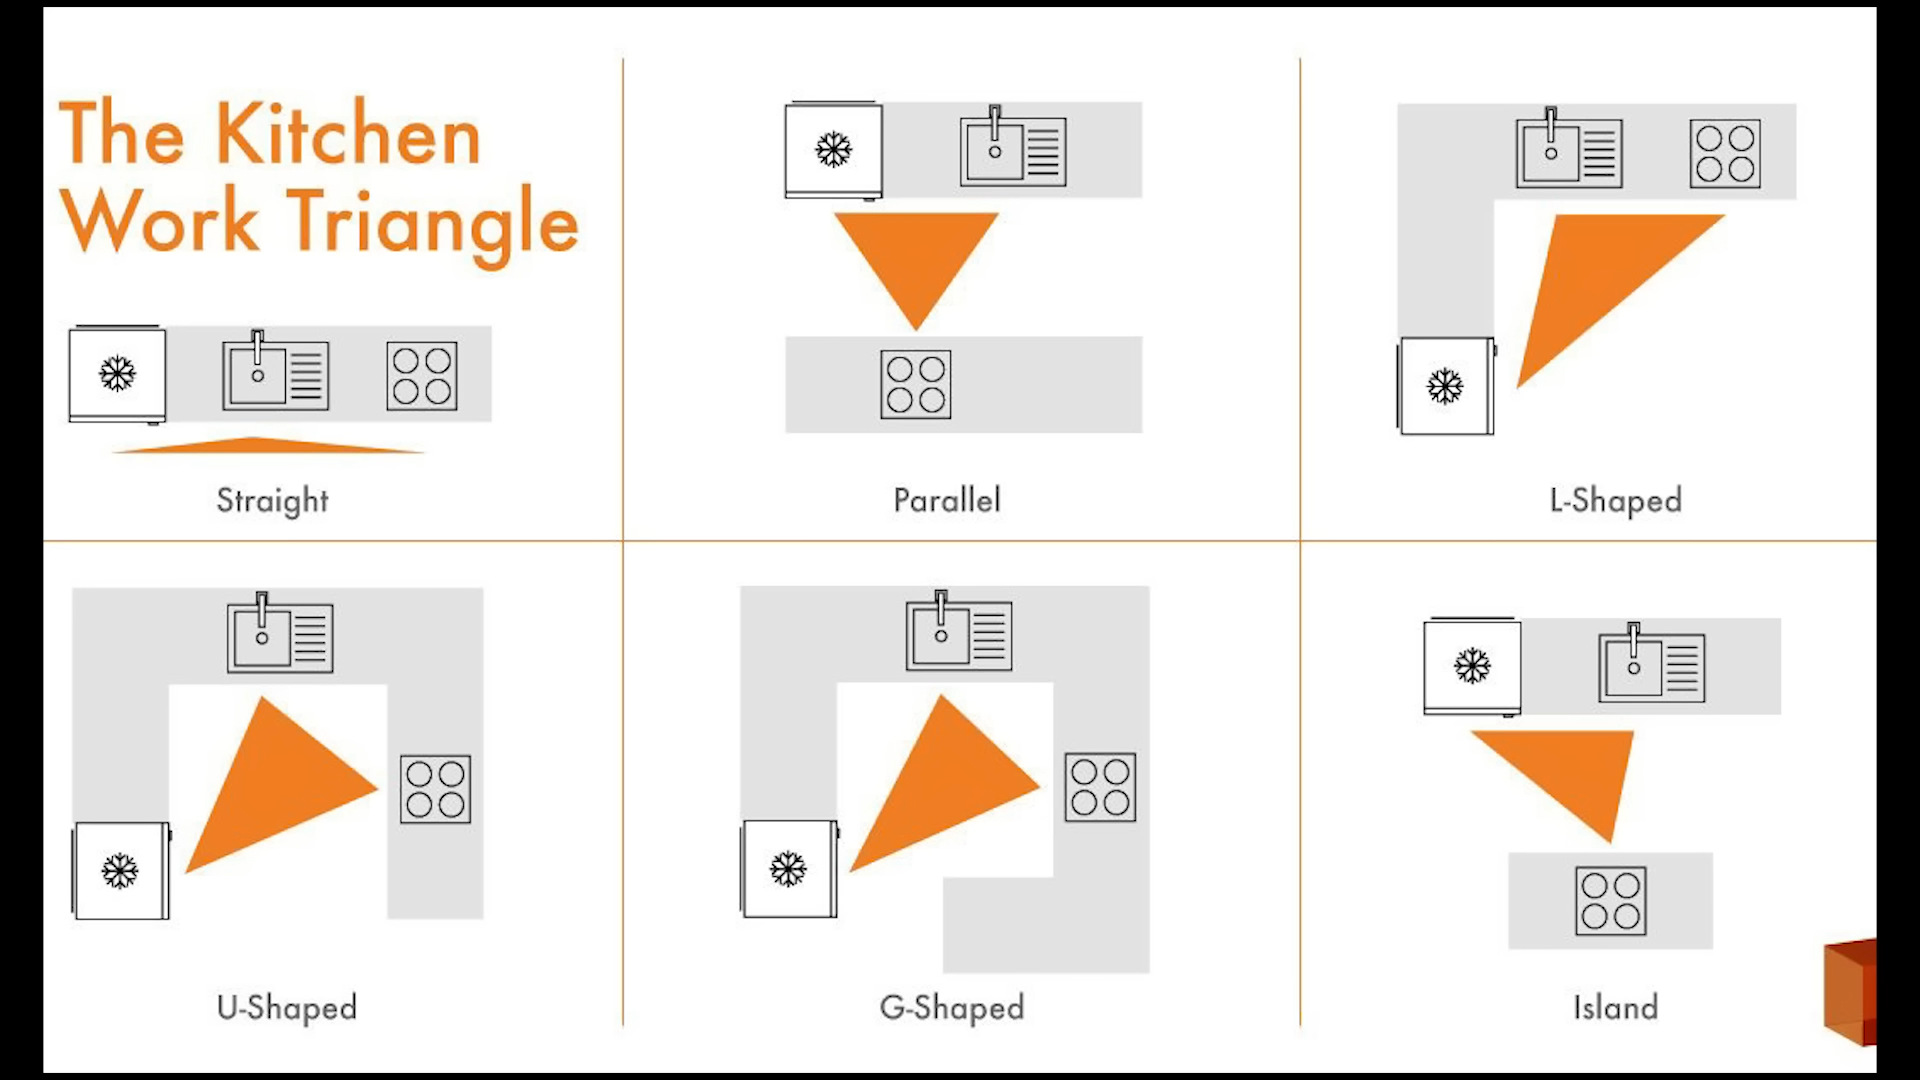 The Kitchen
Work Triangle
Straight
Parallel
L-Shaped
U-Shaped
G-Shaped
Island